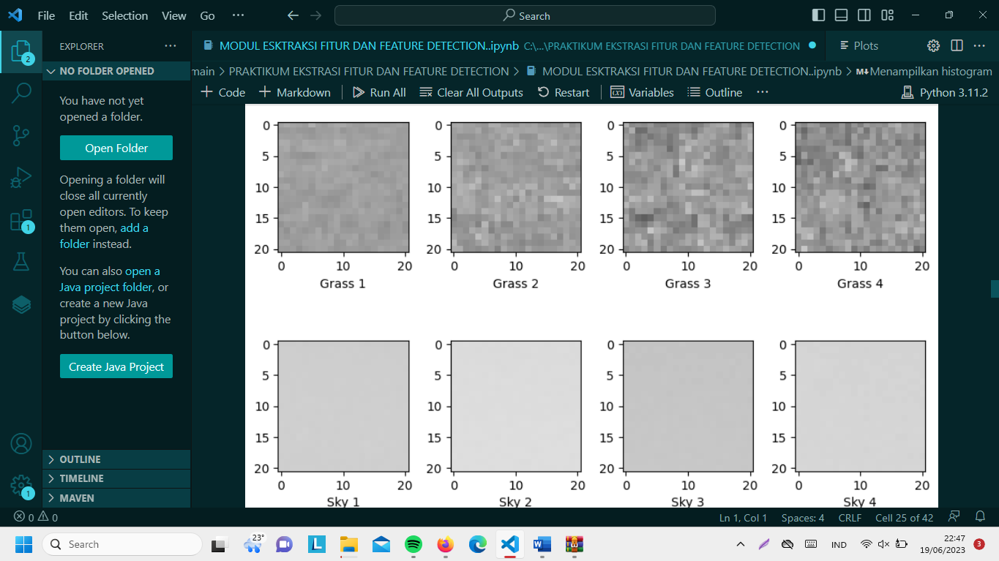 File Edit Selection View Go ··· Search
EXPLORER ···
NO FOLDER OPENED
You have not yet
opened a folder.
Open Folder
Opening a folder will
close all currently
open editors. To keep
them open, add a
folder instead.
You can also open a
Java project folder, or
create a new Java
project by clicking the
button below.
Create Java Project
OUTLINE
TIMELINE
MAVEN
2
1
1
MODUL ESKTRAKSI FITUR DAN FEATURE DETECTION..ipynb C:\...\PRAKTIKUM EKSTRASI FITUR DAN FEATURE DETECTION
Plots
main > PRAKTIKUM EKSTRASI FITUR DAN FEATURE DETECTION > MODUL ESKTRAKSI FITUR DAN FEATURE DETECTION..ipynb > M↓Menampilkan histogram
+ Code + Markdown Run All Clear All Outputs Restart Variables Outline ··· Python 3.11.2
0 5 10 15 20
0 10 20
Grass 1
0 5 10 15 20
0 10 20
Grass 2
0 5 10 15 20
0 10 20
Grass 3
0 5 10 15 20
0 10 20
Grass 4
0 5 10 15 20
0 10 20
Sky 1
0 5 10 15 20
0 10 20
Sky 2
0 5 10 15 20
0 10 20
Sky 3
0 5 10 15 20
0 10 20
Sky 4
0 0 Ln 1, Col 1 Spaces: 4 CRLF Cell 25 of 42
Search 23° L W IND 22:47
19/06/2023 3